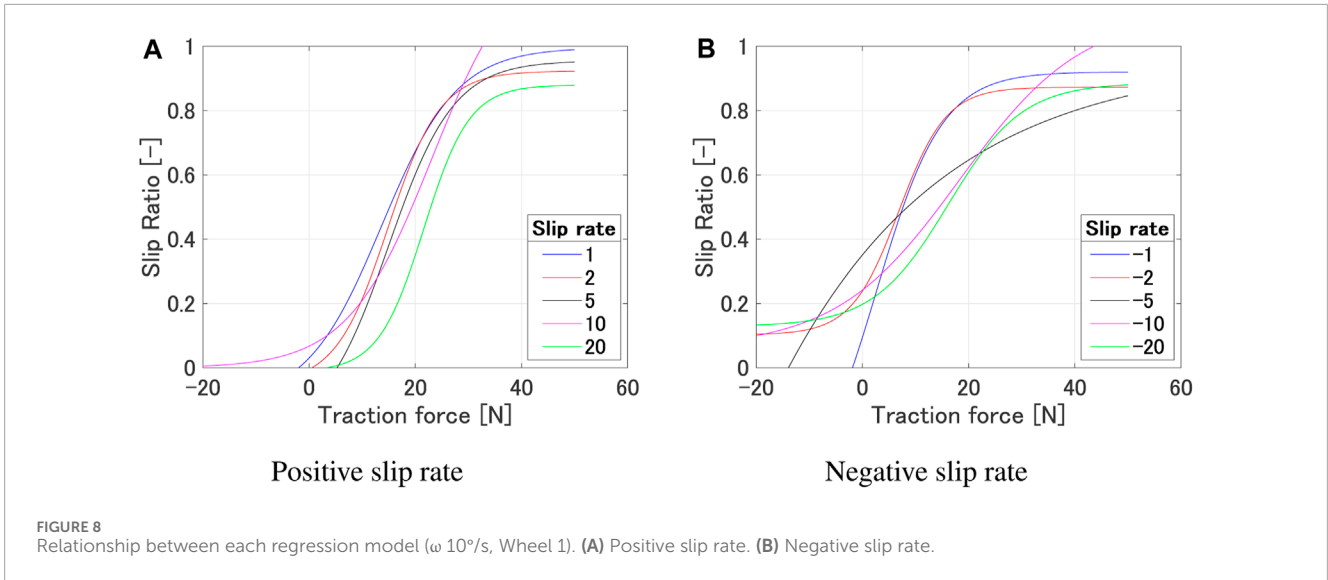 A
1
0.8
0.6
0.4
0.2
0
Slip Ratio [-]
−20 0 20 40 60
Traction force [N]
Slip rate
1
2
5
10
20
Positive slip rate
B
1
0.8
0.6
0.4
0.2
0
Slip Ratio [-]
−20 0 20 40 60
Traction force [N]
Slip rate
−1
−2
−5
−10
−20
Negative slip rate
FIGURE 8
Relationship between each regression model (ω 10°/s, Wheel 1). (A) Positive slip rate. (B) Negative slip rate.